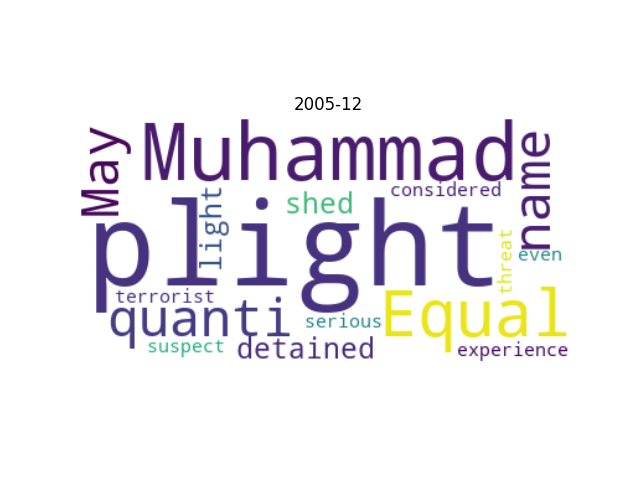 2005-12
May
Muhammad
name
considered
light
shed
plight
threat
even
terrorist
quanti
serious
Equal
suspect
detained
experience